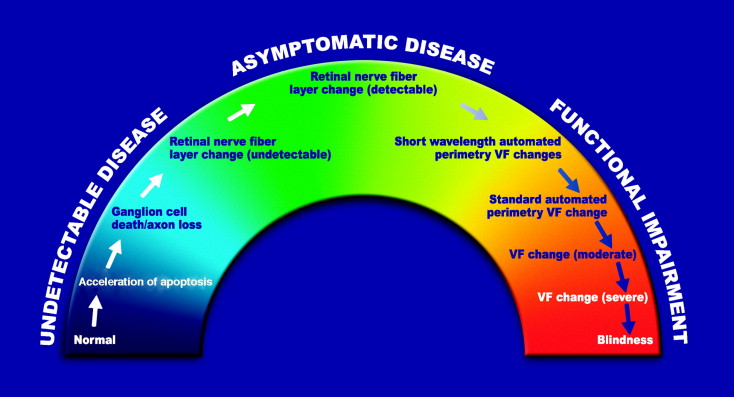 UNDETECTABLE DISEASE
ASYMPTOMATIC DISEASE
FUNCTIONAL IMPAIRMENT
Normal
Acceleration of apoptosis
Ganglion cell
death/axon loss
Retinal nerve fiber
layer change (undetectable)
Retinal nerve fiber
layer change (detectable)
Short wavelength automated
perimetry VF changes
Standard automated
perimetry VF change
VF change (moderate)
VF change (severe)
Blindness